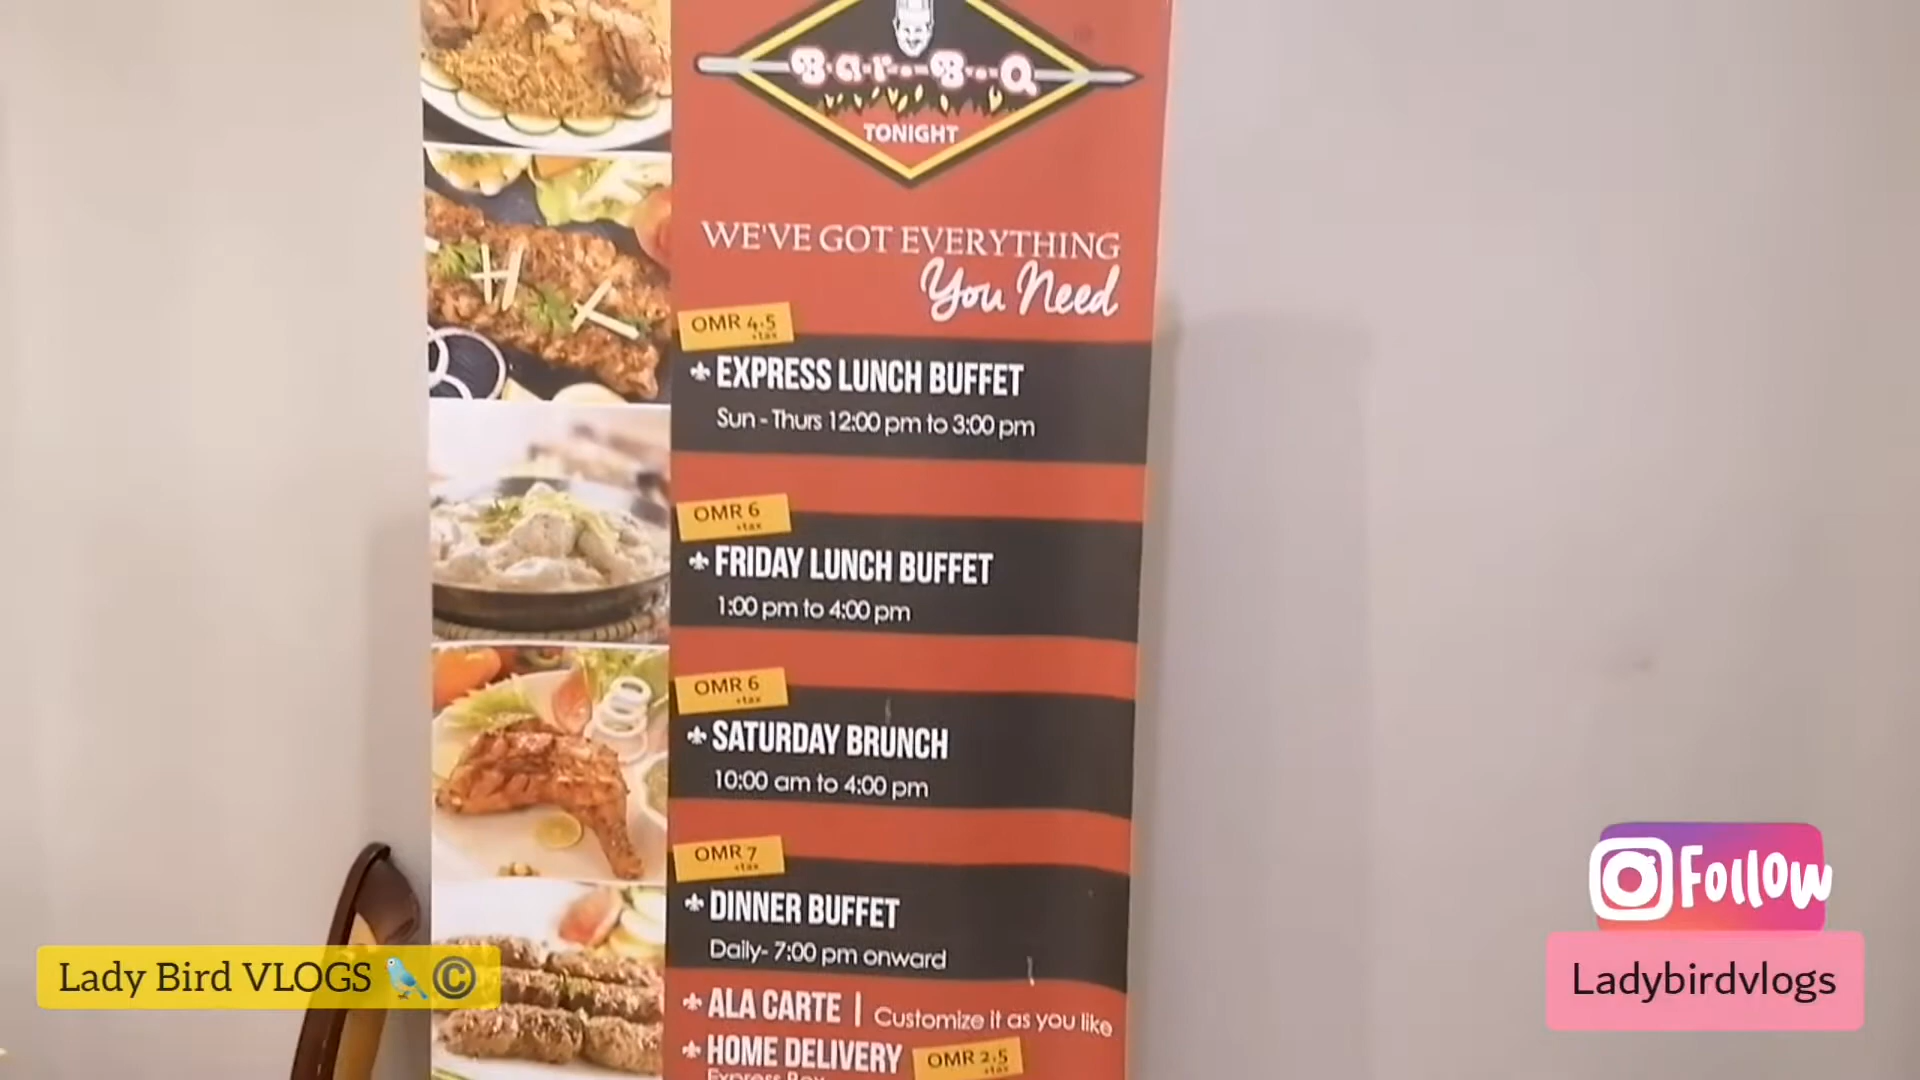 Bar-B-Q
TONIGHT
WE'VE GOT EVERYTHING
You Need
OMR 4.5
+tax
EXPRESS LUNCH BUFFET
Sun - Thurs 12:00 pm to 3:00 pm
OMR 6
+tax
FRIDAY LUNCH BUFFET
1:00 pm to 4:00 pm
OMR 6
+tax
SATURDAY BRUNCH
10:00 am to 4:00 pm
OMR 7
+tax
DINNER BUFFET
Daily- 7:00 pm onward
ALA CARTE | Customize it as you like
HOME DELIVERY OMR 2.5
+tax
Express Box
Lady Bird VLOGS ©
Follow
Ladybirdvlogs